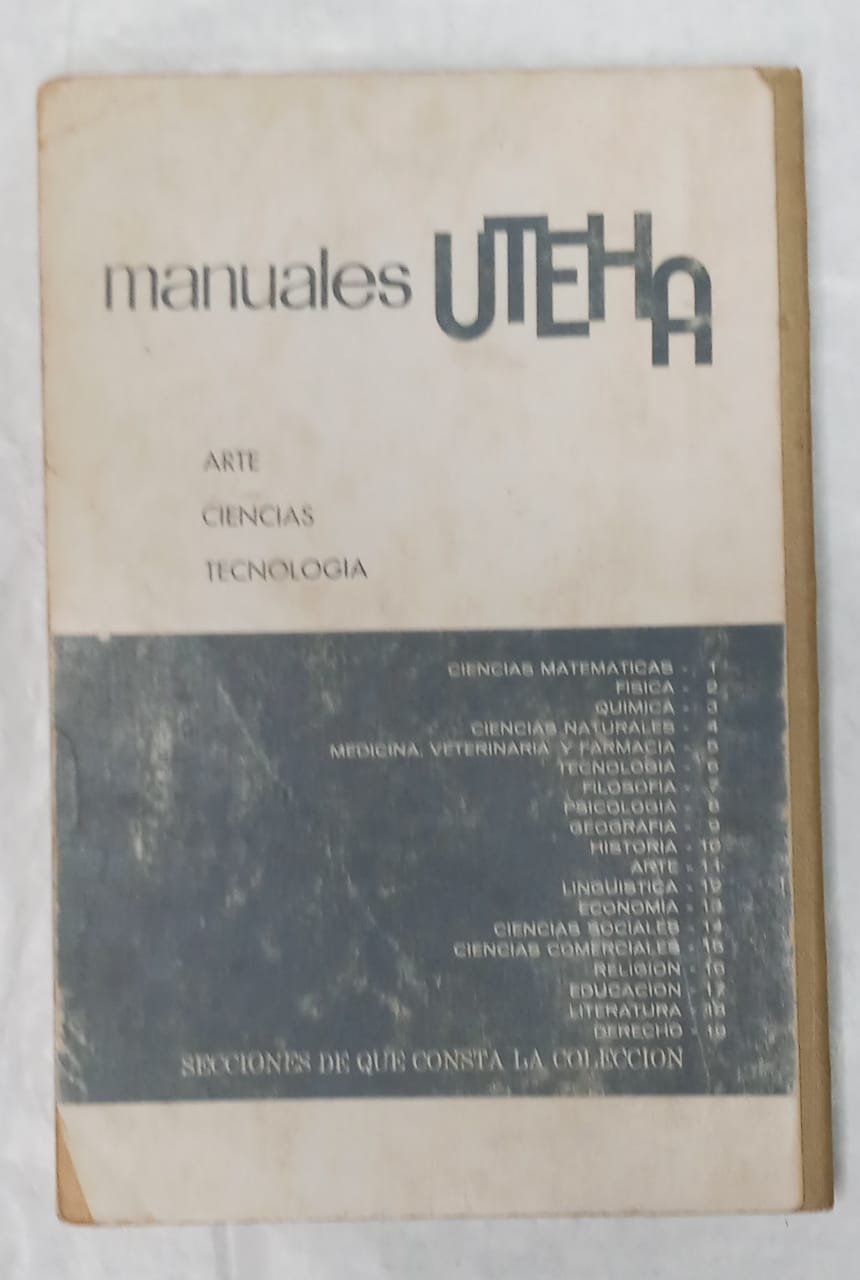 manuales UTEHA
ARTE
CIENCIAS
TECNOLOGIA
CIENCIAS MATEMATICAS - 1
FISICA - 2
QUIMICA - 3
CIENCIAS NATURALES - 4
MEDICINA, VETERINARIA Y FARMACIA - 5
TECNOLOGIA - 6
FILOSOFIA - 7
PSICOLOGIA - 8
GEOGRAFIA - 9
HISTORIA - 10
ARTE - 11
LINGUISTICA - 12
ECONOMIA - 13
CIENCIAS SOCIALES - 14
CIENCIAS COMERCIALES - 15
RELIGION - 16
EDUCACION - 17
LITERATURA - 18
DERECHO - 19
SECCIONES DE QUE CONSTA LA COLECCION